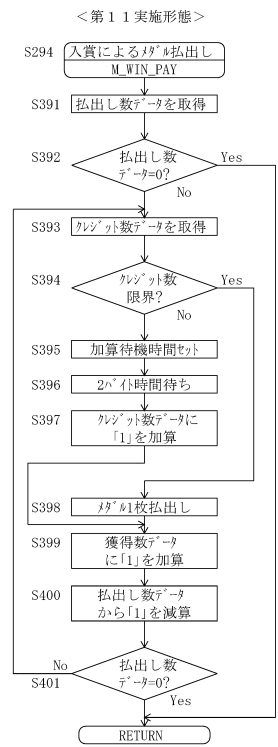 ＜第１１実施形態＞
S294
入賞によるﾒﾀﾞﾙ払出し
M_WIN_PAY
S391
払出し数データを取得
S392
払出し数
ﾃﾞｰﾀ=0?
Yes
No
S393
ｸﾚｼﾞｯﾄ数データを取得
S394
ｸﾚｼﾞｯﾄ数
限界?
Yes
No
S395
加算待機時間ｾｯﾄ
S396
2ﾊﾞｲﾄ時間待ち
S397
ｸﾚｼﾞｯﾄ数データに
「1」を加算
S398
ﾒﾀﾞﾙ1枚払出し
S399
獲得数ﾃﾞｰﾀ
に「1」を加算
S400
払出し数ﾃﾞｰﾀ
から「1」を減算
No
払出し数
ﾃﾞｰﾀ=0?
S401
Yes
RETURN